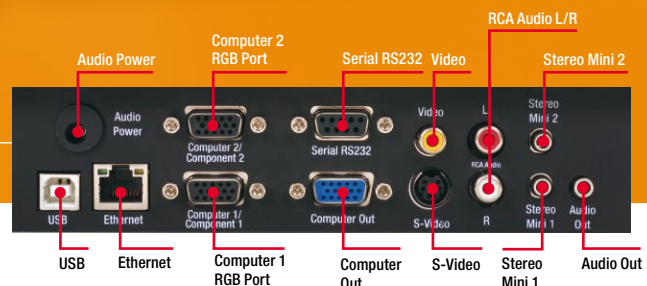 RCA Audio L/R
Computer 2
RGB Port
Audio Power
Serial RS232
Video
Stereo Mini 2
Audio
Power
Computer 2/
Component 2
Serial RS232
Video
L
RCA Audio
Stereo
Mini 2
USB
Ethernet
Computer 1/
Component 1
Computer Out
S-Video
R
Stereo
Mini 1
Audio
Out
USB
Ethernet
Computer 1
RGB Port
Computer
Out
S-Video
Stereo
Mini 1
Audio Out